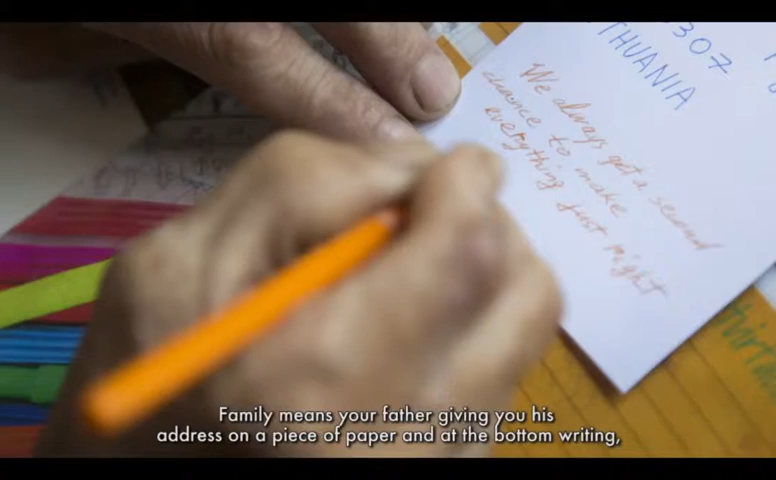 307
THUANIA
We always get a second
chance to make
everything just right
Family means your father giving you his
address on a piece of paper and at the bottom writing,